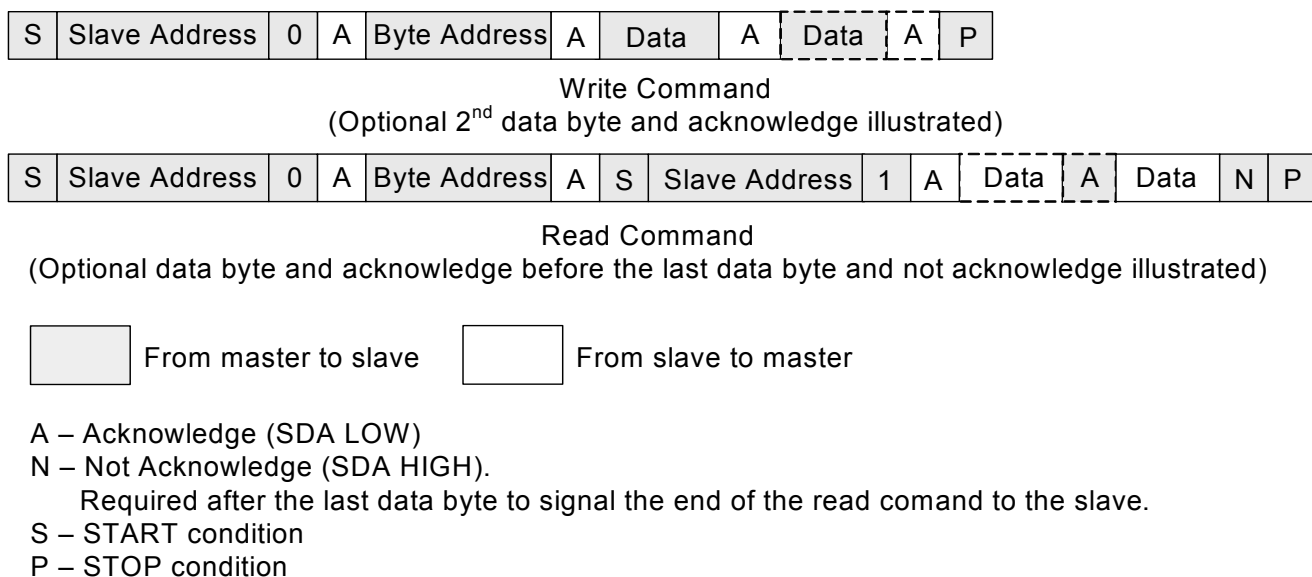 S Slave Address 0 A Byte Address A Data A Data A P
Write Command
(Optional 2nd data byte and acknowledge illustrated)
S Slave Address 0 A Byte Address A S Slave Address 1 A Data A Data N P
Read Command
(Optional data byte and acknowledge before the last data byte and not acknowledge illustrated)
From master to slave From slave to master
A – Acknowledge (SDA LOW)
N – Not Acknowledge (SDA HIGH).
Required after the last data byte to signal the end of the read comand to the slave.
S – START condition
P – STOP condition